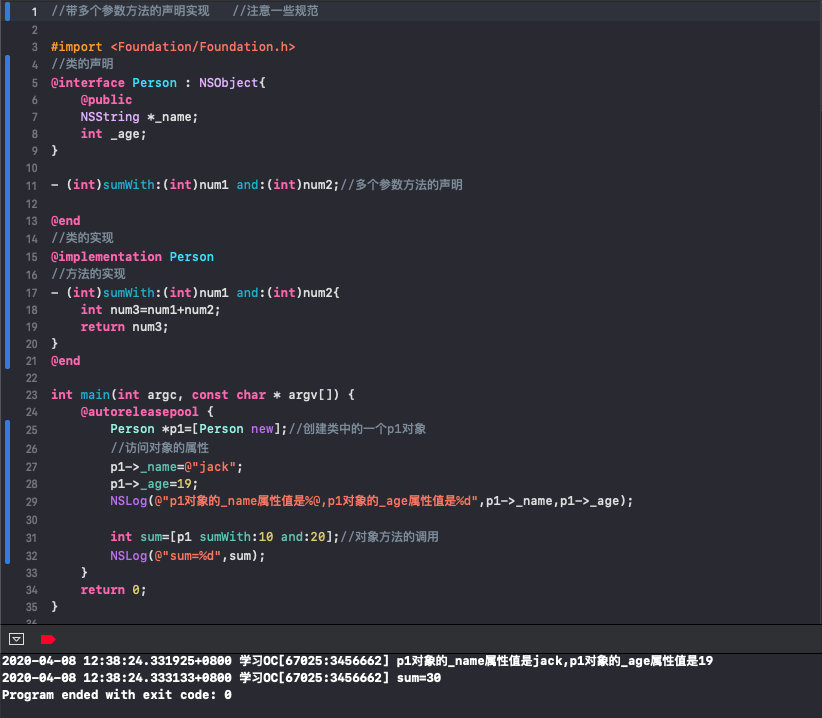 1 //带多个参数方法的声明实现 //注意一些规范
2
3 #import <Foundation/Foundation.h>
4 //类的声明
5 @interface Person : NSObject{
6 @public
7 NSString *_name;
8 int _age;
9 }
10
11 - (int)sumWith:(int)num1 and:(int)num2;//多个参数方法的声明
12
13 @end
14 //类的实现
15 @implementation Person
16 //方法的实现
17 - (int)sumWith:(int)num1 and:(int)num2{
18 int num3=num1+num2;
19 return num3;
20 }
21 @end
22
23 int main(int argc, const char * argv[]) {
24 @autoreleasepool {
25 Person *p1=[Person new];//创建类中的一个p1对象
26 //访问对象的属性
27 p1->_name=@"jack";
28 p1->_age=19;
29 NSLog(@"p1对象的_name属性值是%@,p1对象的_age属性值是%d",p1->_name,p1->_age);
30
31 int sum=[p1 sumWith:10 and:20];//对象方法的调用
32 NSLog(@"sum=%d",sum);
33 }
34 return 0;
35 }
36
2020-04-08 12:38:24.331925+0800 学习OC[67025:3456662] p1对象的_name属性值是jack,p1对象的_age属性值是19
2020-04-08 12:38:24.333133+0800 学习OC[67025:3456662] sum=30
Program ended with exit code: 0